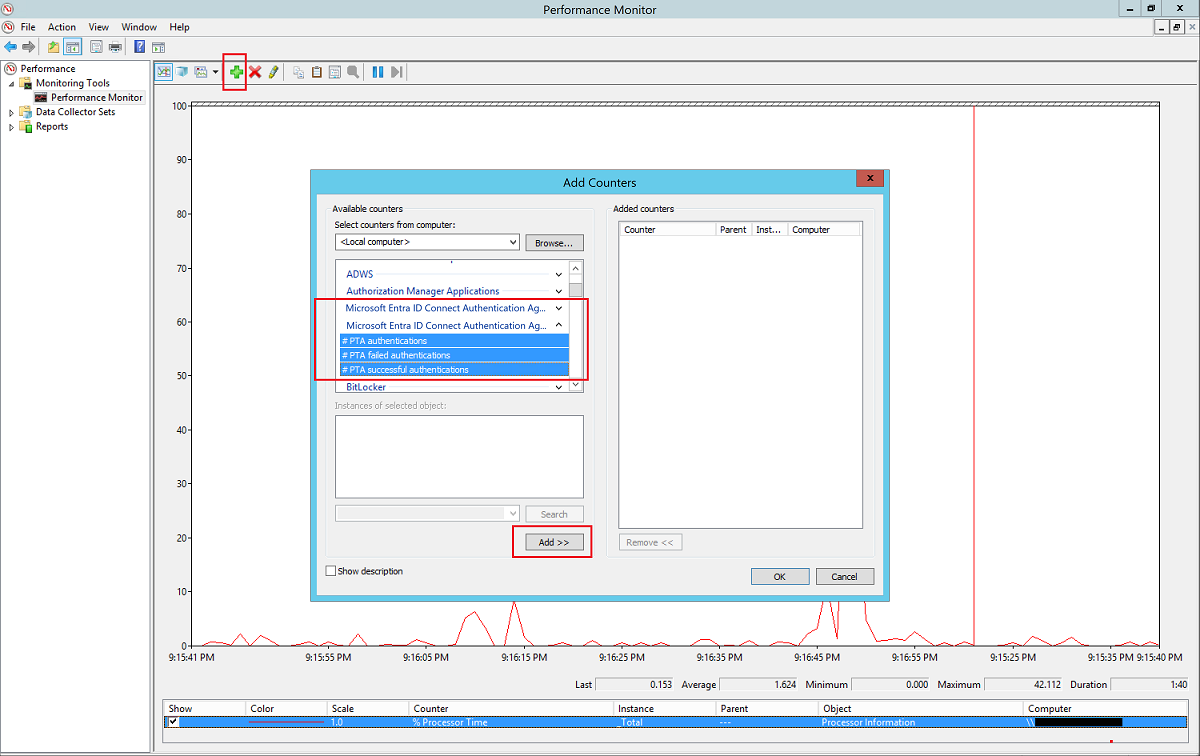 Performance Monitor
File Action View Window Help
Performance
Monitoring Tools
Performance Monitor
Data Collector Sets
Reports
100
90
80
70
60
50
40
30
20
10
0
Add Counters
x
Available counters
Select counters from computer:
<Local computer>
Browse...
ADWS
Authorization Manager Applications
Microsoft Entra ID Connect Authentication Ag...
Microsoft Entra ID Connect Authentication Ag...
# PTA authentications
# PTA failed authentications
# PTA successful authentications
BitLocker
Instances of selected object:
Search
Add >>
Show description
Added counters
Counter Parent Inst... Computer
Remove <<
OK Cancel
9:15:41 PM 9:15:55 PM 9:16:05 PM 9:16:15 PM 9:16:25 PM 9:16:35 PM 9:16:45 PM 9:16:55 PM 9:15:25 PM 9:15:35 PM 9:15:40 PM
Last 0.153 Average 1.624 Minimum 0.000 Maximum 42.112 Duration 1:40
Show Color Scale Counter Instance Parent Object Computer
1.0 % Processor Time _Total --- Processor Information \\